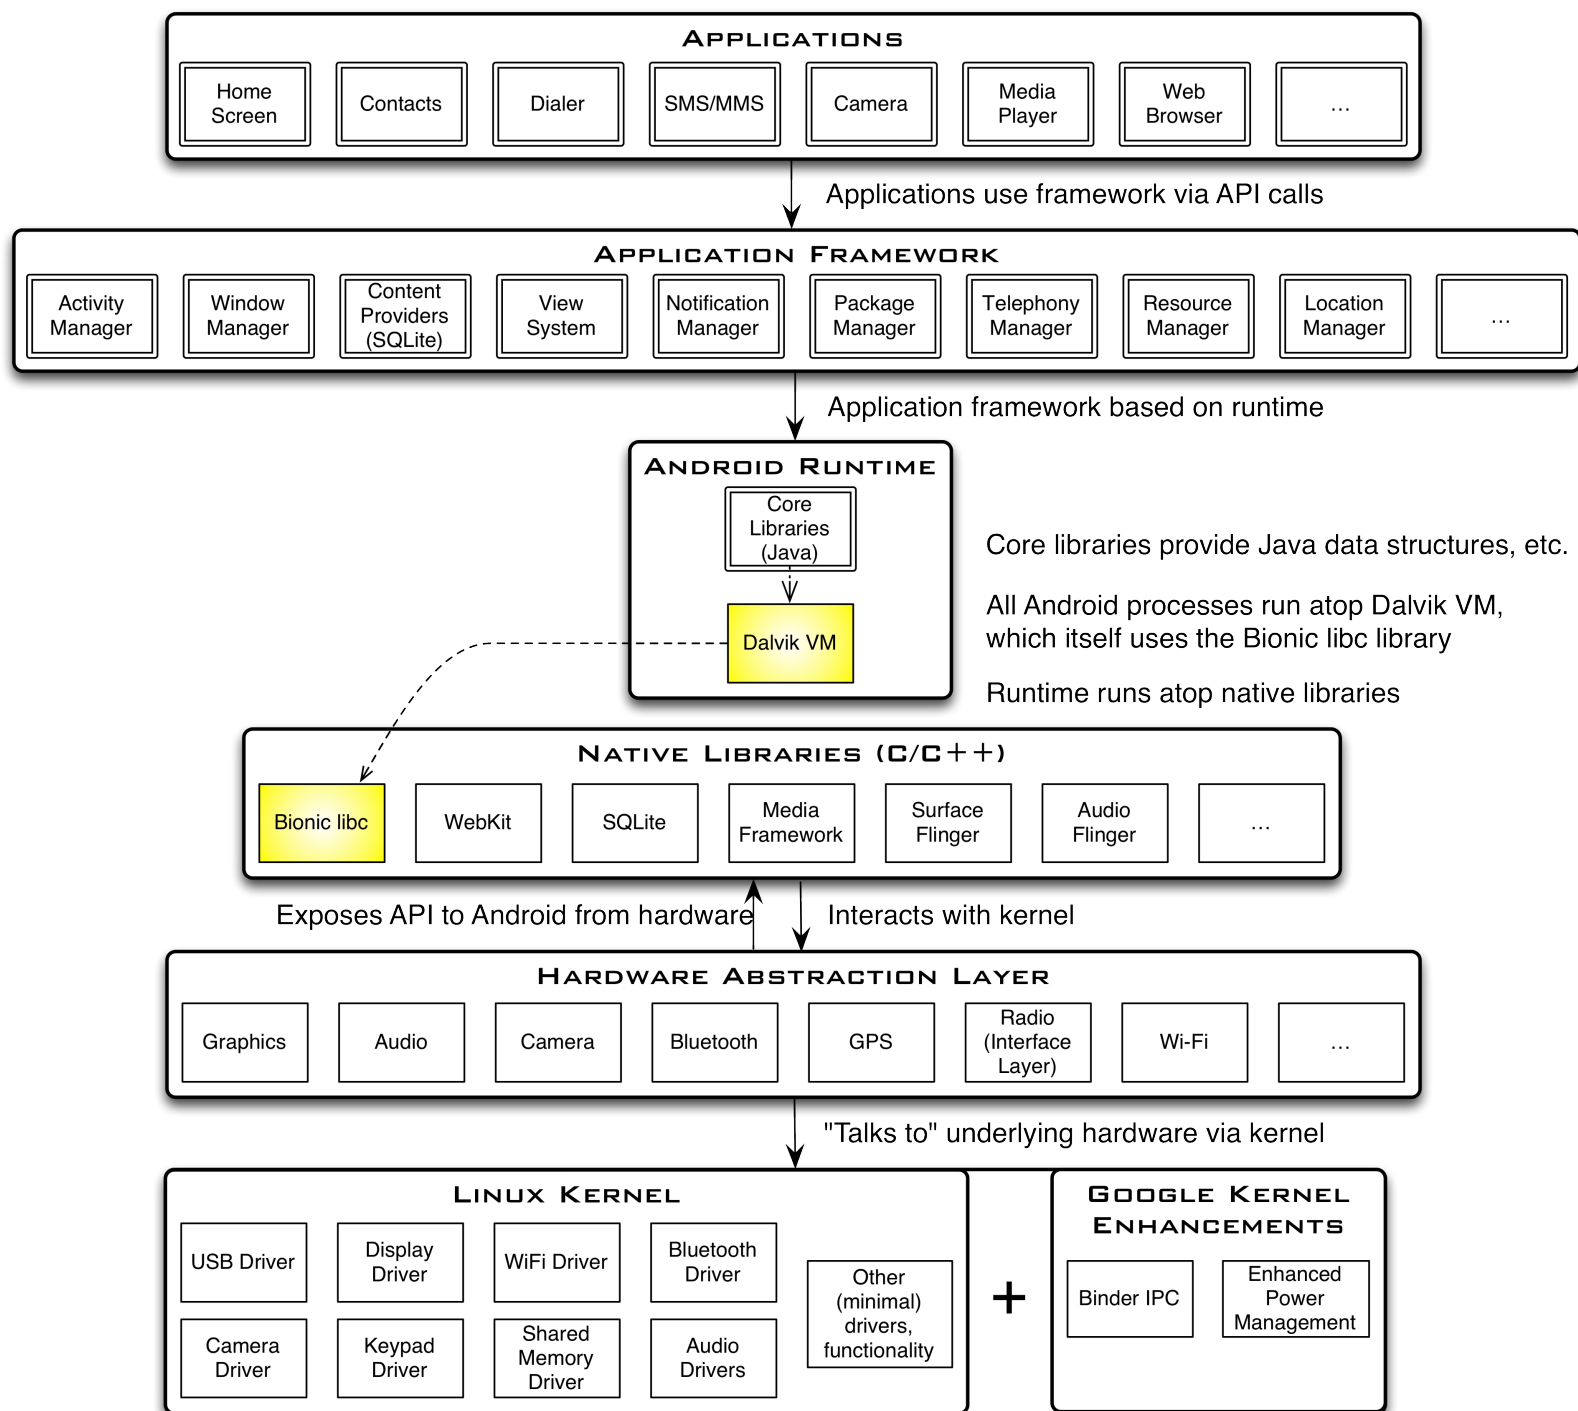 APPLICATIONS
Home
Screen
Contacts
Dialer
SMS/MMS
Camera
Media
Player
Web
Browser
...
Applications use framework via API calls
APPLICATION FRAMEWORK
Activity
Manager
Window
Manager
Content
Providers
(SQLite)
View
System
Notification
Manager
Package
Manager
Telephony
Manager
Resource
Manager
Location
Manager
...
Application framework based on runtime
ANDROID RUNTIME
Core
Libraries
(Java)
Core libraries provide Java data structures, etc.
Dalvik VM
All Android processes run atop Dalvik VM,
which itself uses the Bionic libc library
Runtime runs atop native libraries
NATIVE LIBRARIES (C/C++)
Bionic libc
WebKit
SQLite
Media
Framework
Surface
Flinger
Audio
Flinger
...
Exposes API to Android from hardware
Interacts with kernel
HARDWARE ABSTRACTION LAYER
Graphics
Audio
Camera
Bluetooth
GPS
Radio
(Interface
Layer)
Wi-Fi
...
"Talks to" underlying hardware via kernel
LINUX KERNEL
USB Driver
Display
Driver
WiFi Driver
Bluetooth
Driver
Camera
Driver
Keypad
Driver
Shared
Memory
Driver
Audio
Drivers
Other
(minimal)
drivers,
functionality
+
GOOGLE KERNEL
ENHANCEMENTS
Binder IPC
Enhanced
Power
Management